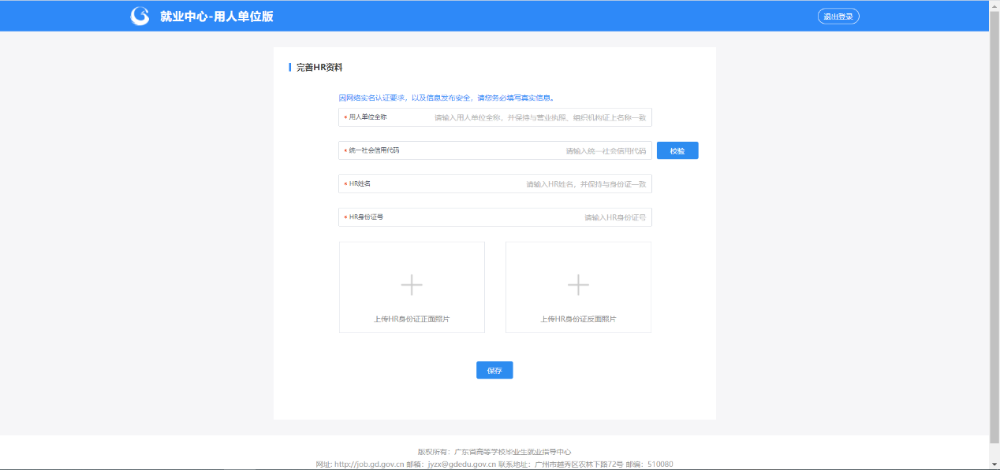 就业中心-用人单位版
退出登录
完善HR资料
因网络实名认证要求，以及信息发布安全，请您务必填写真实信息。
* 用人单位全称 请输入用人单位全称，并保持与营业执照、组织机构证上名称一致
* 统一社会信用代码 请输入统一社会信用代码 校验
* HR姓名 请输入HR姓名，并保持与身份证一致
* HR身份证号 请输入HR身份证号
上传HR身份证正面照片 上传HR身份证反面照片
保存
版权所有：广东省高等学校毕业生就业指导中心
网址: http://job.gd.gov.cn 邮箱：jyzx@gdedu.gov.cn 联系地址：广州市越秀区农林下路72号 邮编：510080